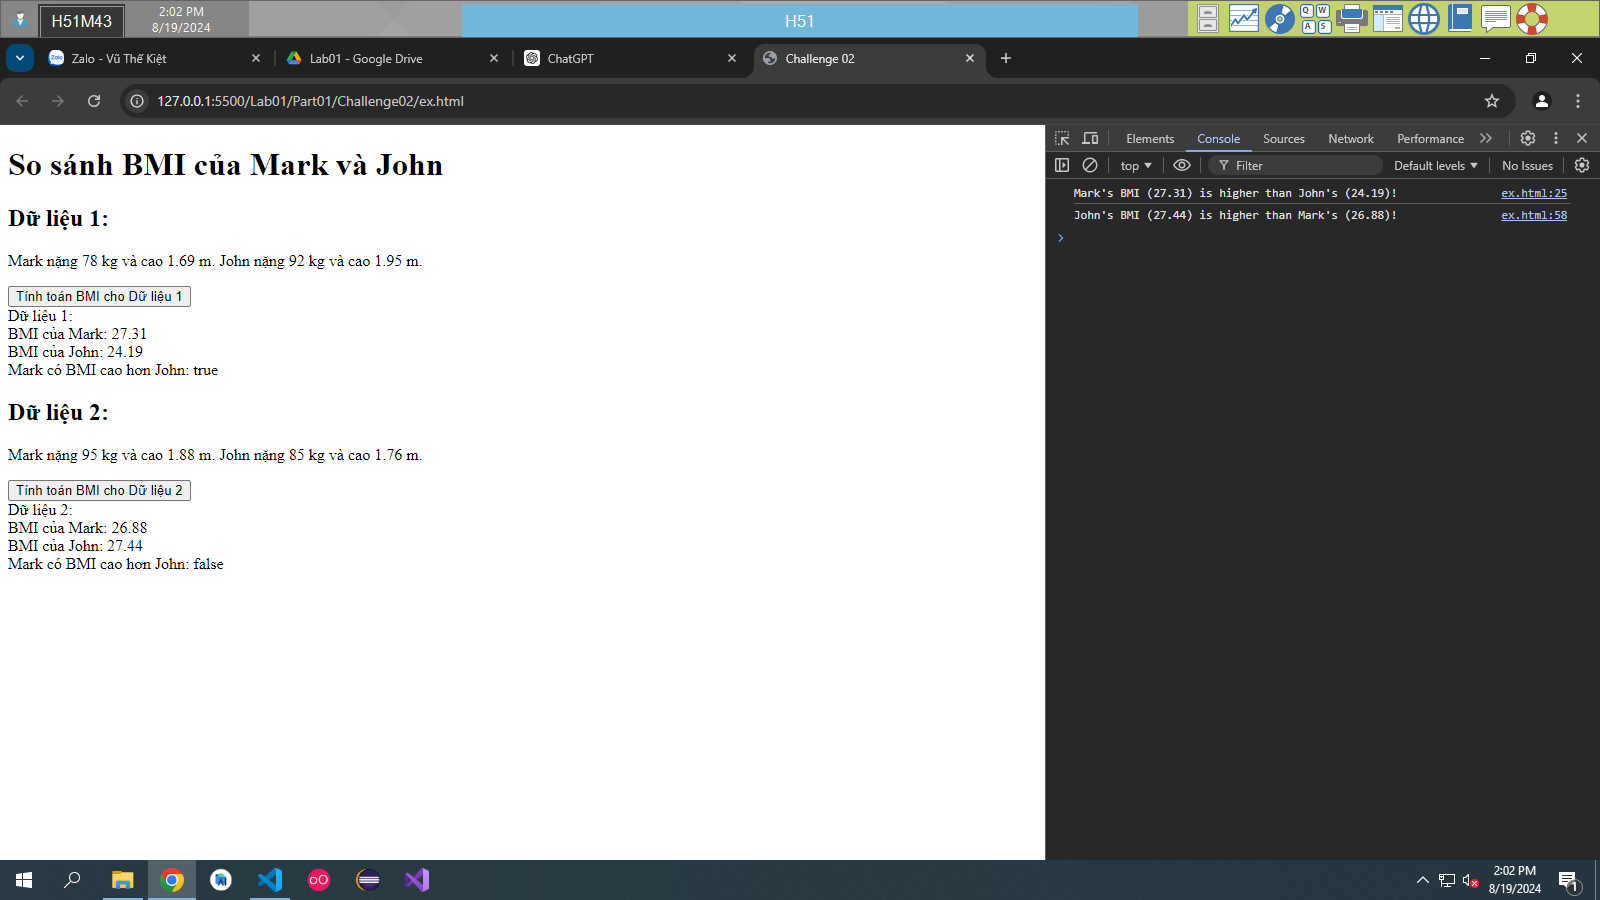 H51M43
2:02 PM
8/19/2024
H51
Q W
A S
Zalo
Zalo - Vũ Thế Kiệt
Lab01 - Google Drive
ChatGPT
Challenge 02
127.0.0.1:5500/Lab01/Part01/Challenge02/ex.html
So sánh BMI của Mark và John
Dữ liệu 1:
Mark nặng 78 kg và cao 1.69 m. John nặng 92 kg và cao 1.95 m.
Tính toán BMI cho Dữ liệu 1
Dữ liệu 1:
BMI của Mark: 27.31
BMI của John: 24.19
Mark có BMI cao hơn John: true
Dữ liệu 2:
Mark nặng 95 kg và cao 1.88 m. John nặng 85 kg và cao 1.76 m.
Tính toán BMI cho Dữ liệu 2
Dữ liệu 2:
BMI của Mark: 26.88
BMI của John: 27.44
Mark có BMI cao hơn John: false
Elements Console Sources Network Performance
top Filter Default levels No Issues
Mark's BMI (27.31) is higher than John's (24.19)! ex.html:25
John's BMI (27.44) is higher than Mark's (26.88)! ex.html:58
2:02 PM
8/19/2024
1